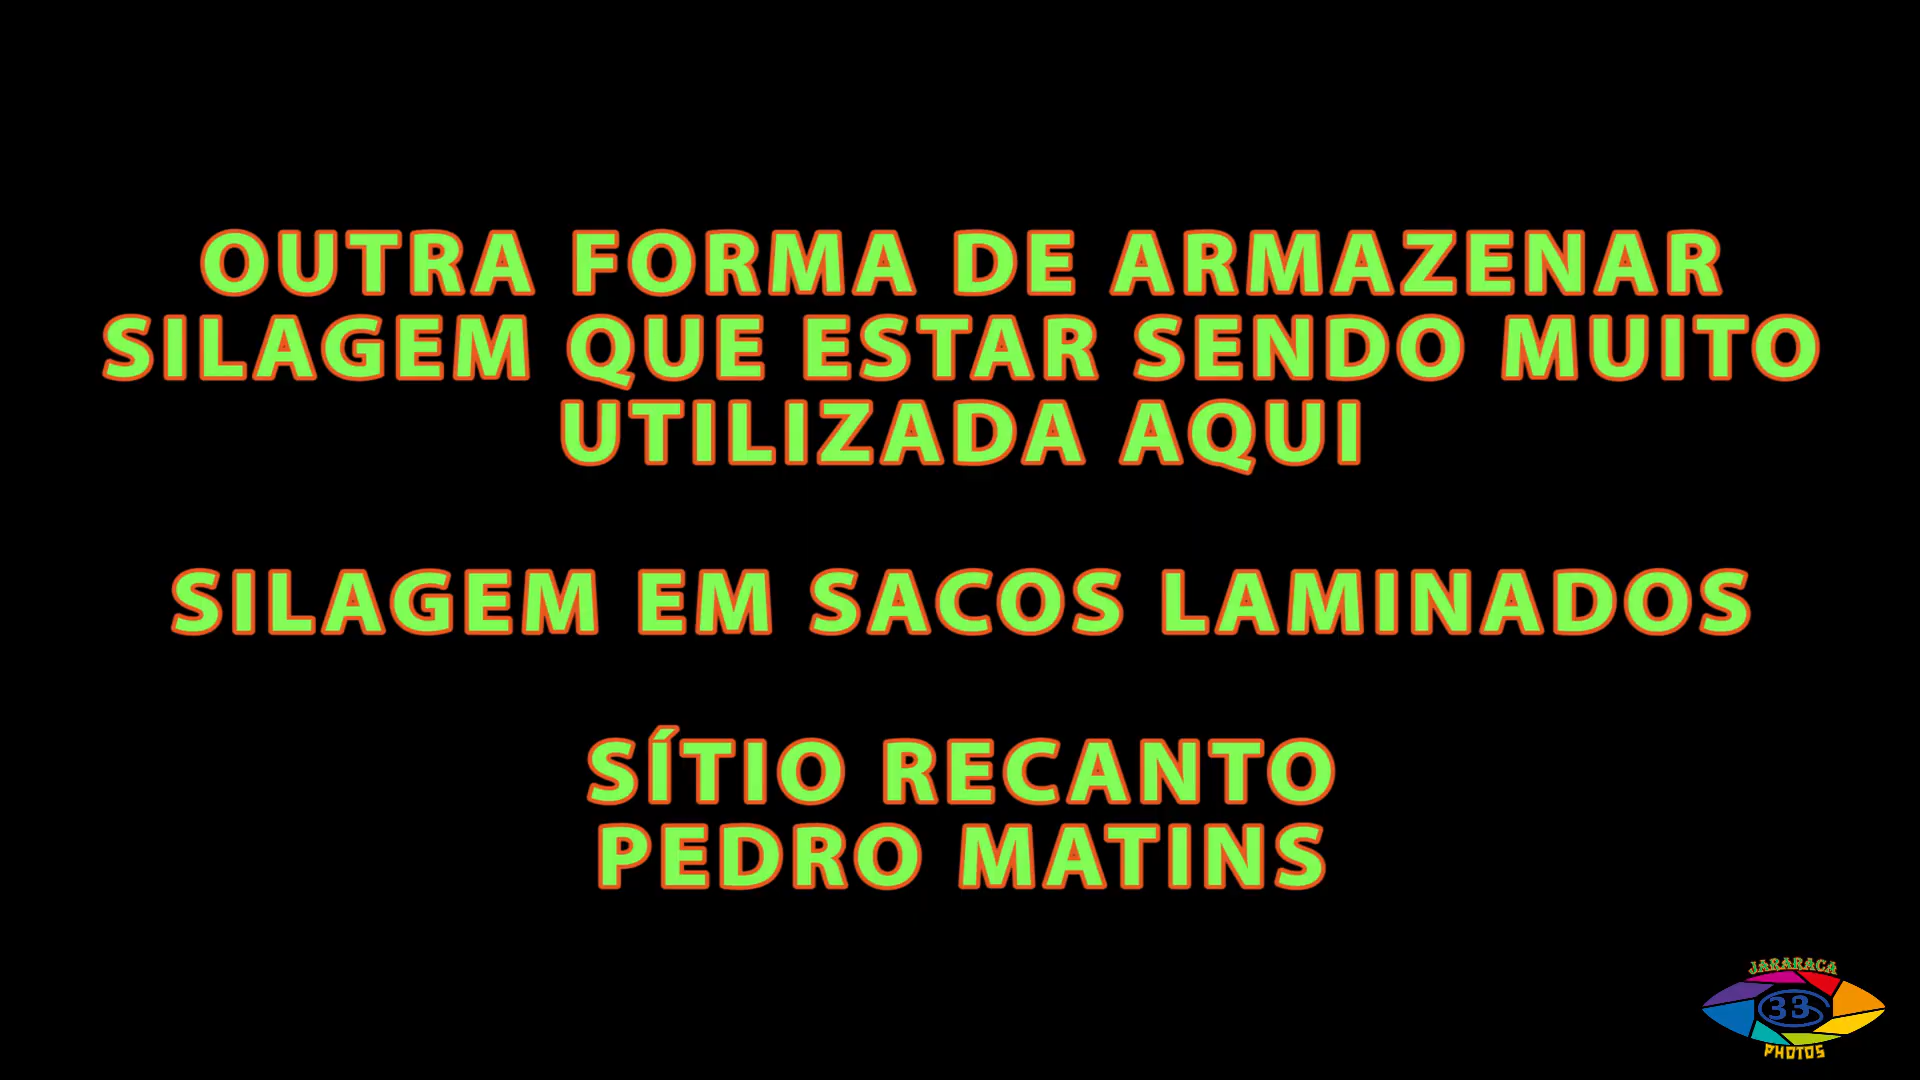 OUTRA FORMA DE ARMAZENAR
SILAGEM QUE ESTAR SENDO MUITO
UTILIZADA AQUI
SILAGEM EM SACOS LAMINADOS
SÍTIO RECANTO
PEDRO MATINS
JARARACA
33
PHOTOS